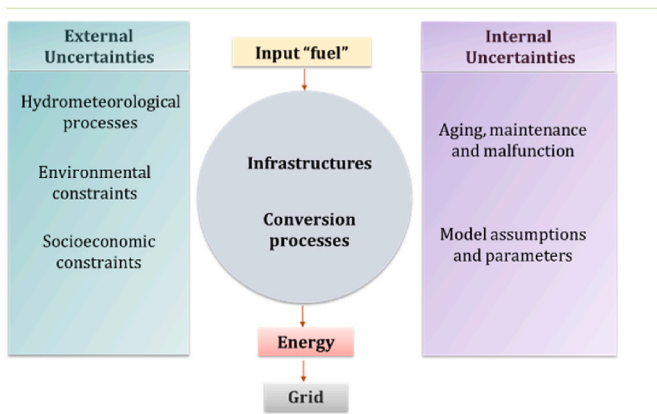 External
Uncertainties
Hydrometeorological
processes
Environmental
constraints
Socioeconomic
constraints
Input “fuel”
Infrastructures
Conversion
processes
Energy
Grid
Internal
Uncertainties
Aging, maintenance
and malfunction
Model assumptions
and parameters